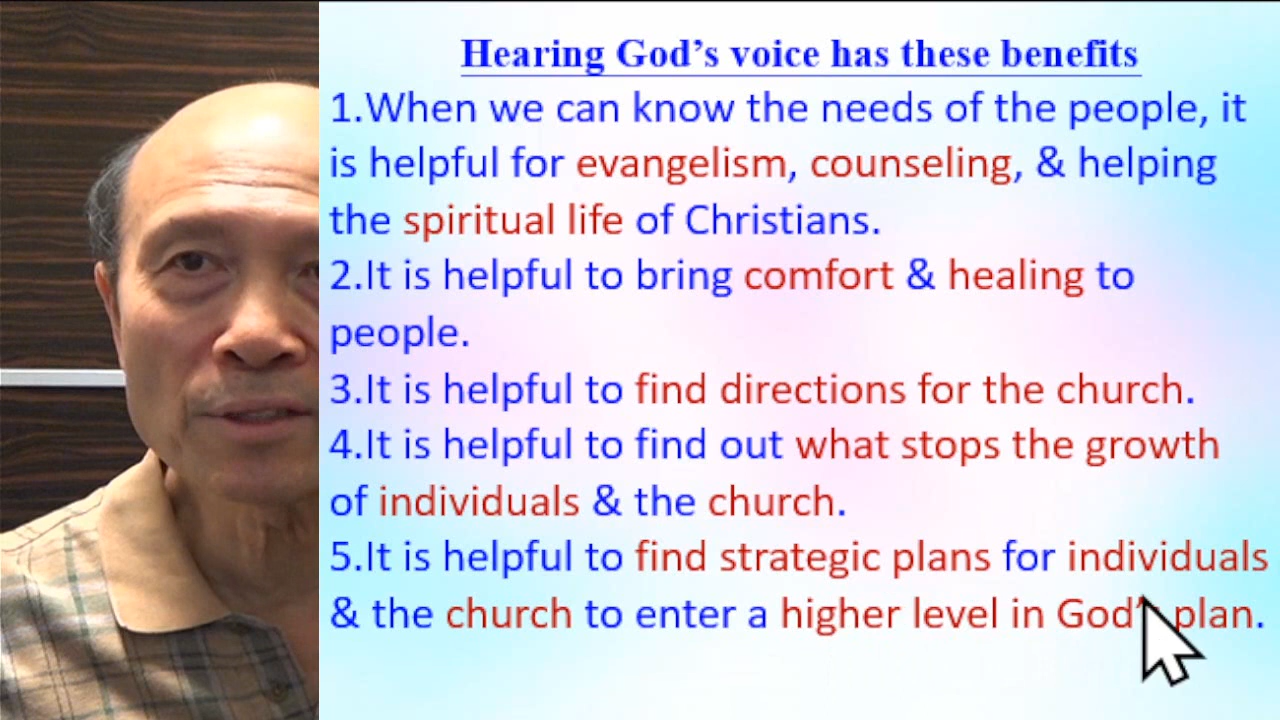 Hearing God’s voice has these benefits
1.When we can know the needs of the people, it
is helpful for evangelism, counseling, & helping
the spiritual life of Christians.
2.It is helpful to bring comfort & healing to
people.
3.It is helpful to find directions for the church.
4.It is helpful to find out what stops the growth
of individuals & the church.
5.It is helpful to find strategic plans for individuals
& the church to enter a higher level in God’ plan.